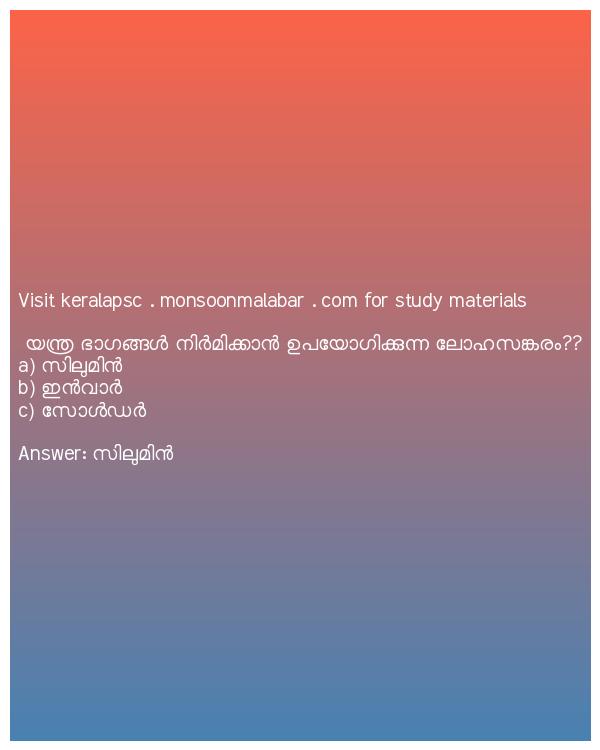 Visit keralapsc . monsoonmalabar . com for study materials
യന്ത്ര ഭാഗങ്ങൾ നിർമിക്കാൻ ഉപയോഗിക്കുന്ന ലോഹസങ്കരം??
a) സിലുമിൻ
b) ഇൻവാർ
c) സോൾഡർ
Answer: സിലുമിൻ